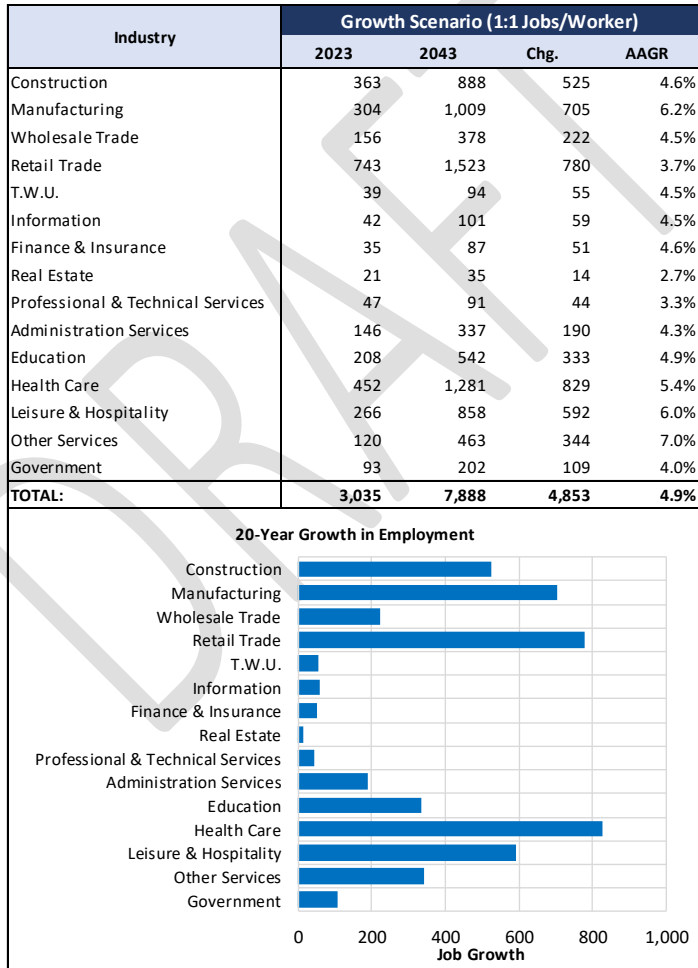 Industry Growth Scenario (1:1 Jobs/Worker)
2023 2043 Chg. AAGR
Construction 363 888 525 4.6%
Manufacturing 304 1,009 705 6.2%
Wholesale Trade 156 378 222 4.5%
Retail Trade 743 1,523 780 3.7%
T.W.U. 39 94 55 4.5%
Information 42 101 59 4.5%
Finance & Insurance 35 87 51 4.6%
Real Estate 21 35 14 2.7%
Professional & Technical Services 47 91 44 3.3%
Administration Services 146 337 190 4.3%
Education 208 542 333 4.9%
Health Care 452 1,281 829 5.4%
Leisure & Hospitality 266 858 592 6.0%
Other Services 120 463 344 7.0%
Government 93 202 109 4.0%
TOTAL: 3,035 7,888 4,853 4.9%
20-Year Growth in Employment
Construction
Manufacturing
Wholesale Trade
Retail Trade
T.W.U.
Information
Finance & Insurance
Real Estate
Professional & Technical Services
Administration Services
Education
Health Care
Leisure & Hospitality
Other Services
Government
0 200 400 600 800 1,000
Job Growth
DRAFT